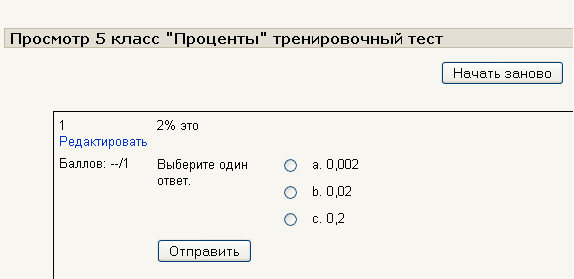 Просмотр 5 класс "Проценты" тренировочный тест
Начать заново
1
2% это
Редактировать
Баллов: --/1
Выберите один
ответ.
a. 0,002
b. 0,02
c. 0,2
Отправить